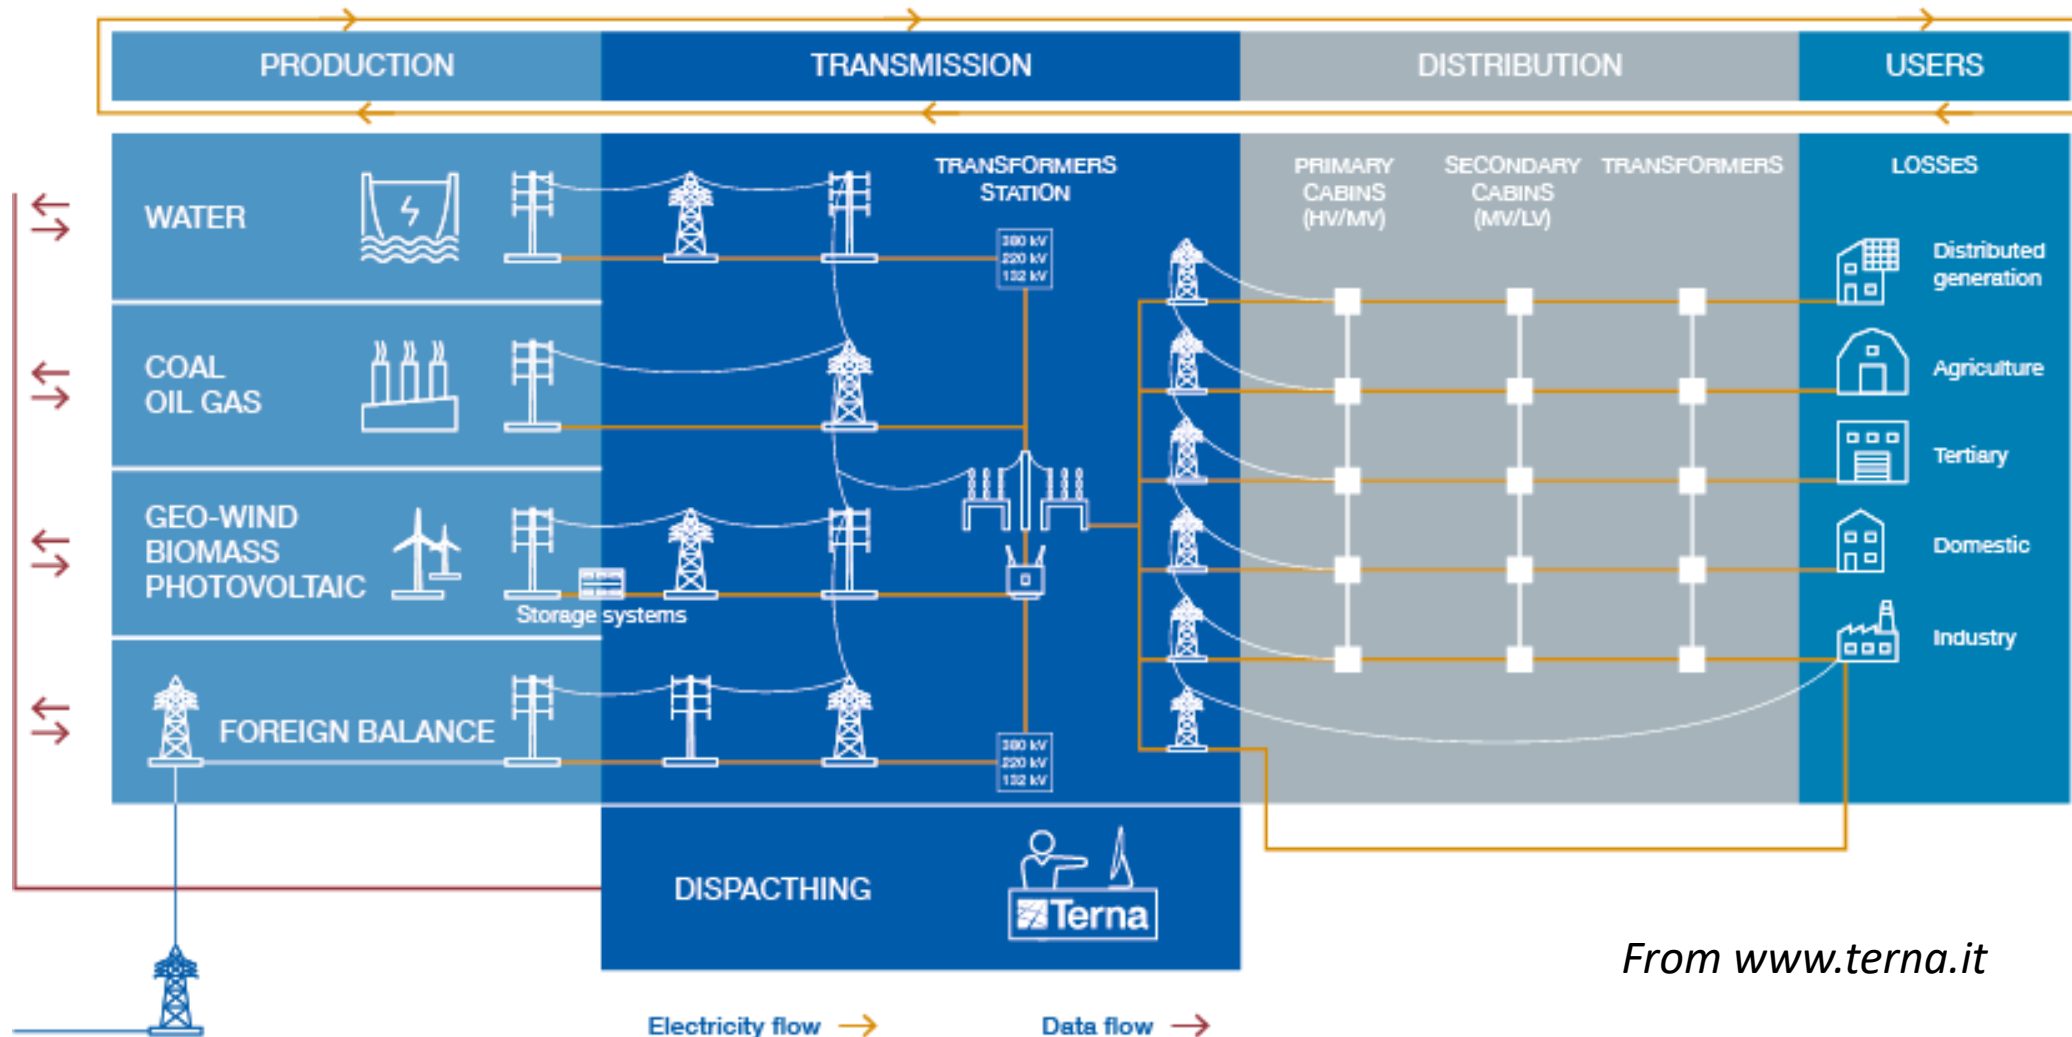 PRODUCTION
TRANSMISSION
DISTRIBUTION
USERS
WATER
COAL
OIL GAS
GEO-WIND
BIOMASS
PHOTOVOLTAIC
Storage systems
FOREIGN BALANCE
TRANSFORMERS
STATION
380 kV
220 kV
132 kV
380 kV
220 kV
132 kV
PRIMARY
CABINS
(HV/MV)
SECONDARY
CABINS
(MV/LV)
TRANSFORMERS
LOSSES
Distributed
generation
Agriculture
Tertiary
Domestic
Industry
DISPACTHING
Terna
From www.terna.it
Electricity flow
Data flow